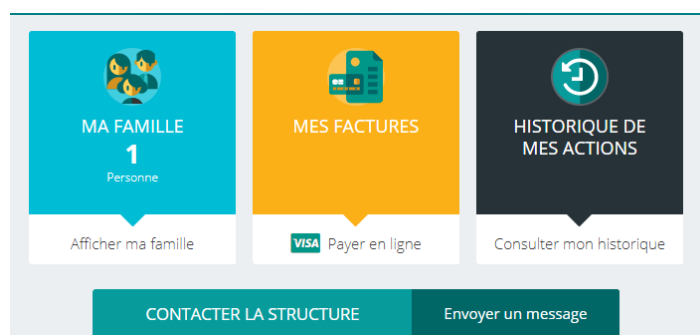 MA FAMILLE
1
Personne
Afficher ma famille
MES FACTURES
VISA Payer en ligne
HISTORIQUE DE
MES ACTIONS
Consulter mon historique
CONTACTER LA STRUCTURE
Envoyer un message